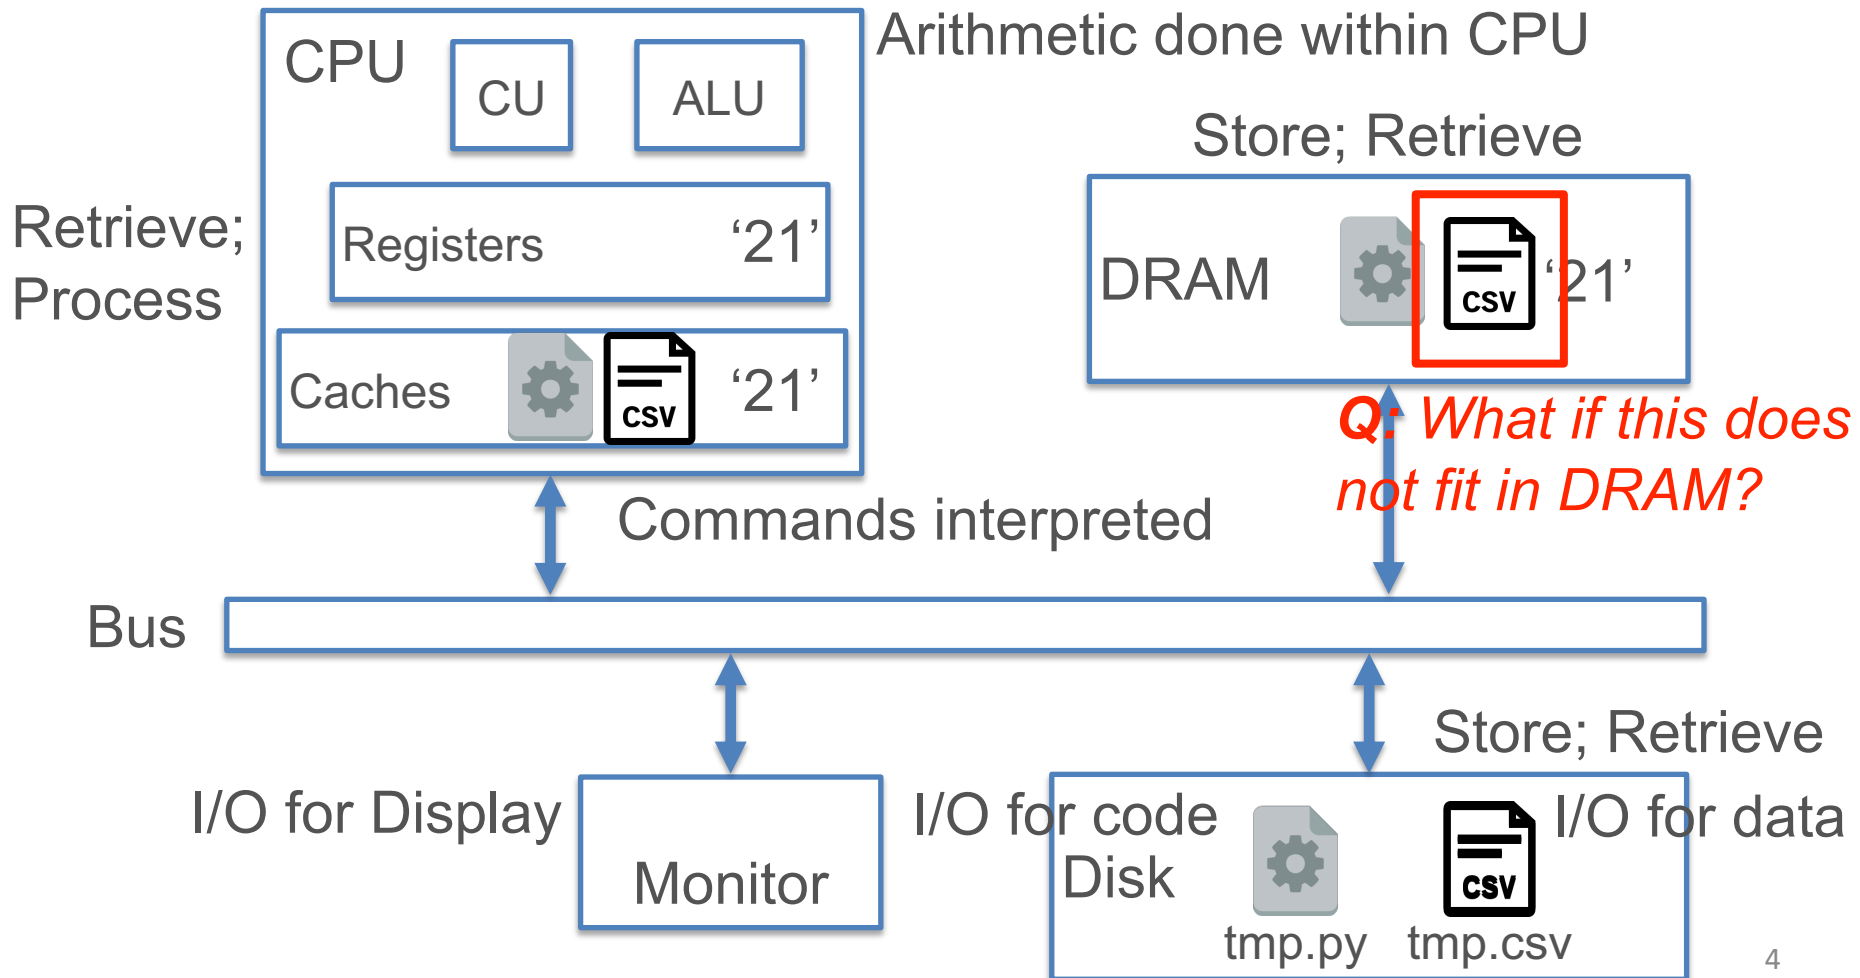 Arithmetic done within CPU
CPU
CU
ALU
Store; Retrieve
Retrieve;
Process
Registers
‘21’
DRAM
CSV
‘21’
Caches
CSV
‘21’
Q: What if this does
not fit in DRAM?
Commands interpreted
Bus
Store; Retrieve
I/O for Display
Monitor
I/O for code
Disk
CSV
I/O for data
tmp.py
tmp.csv
4